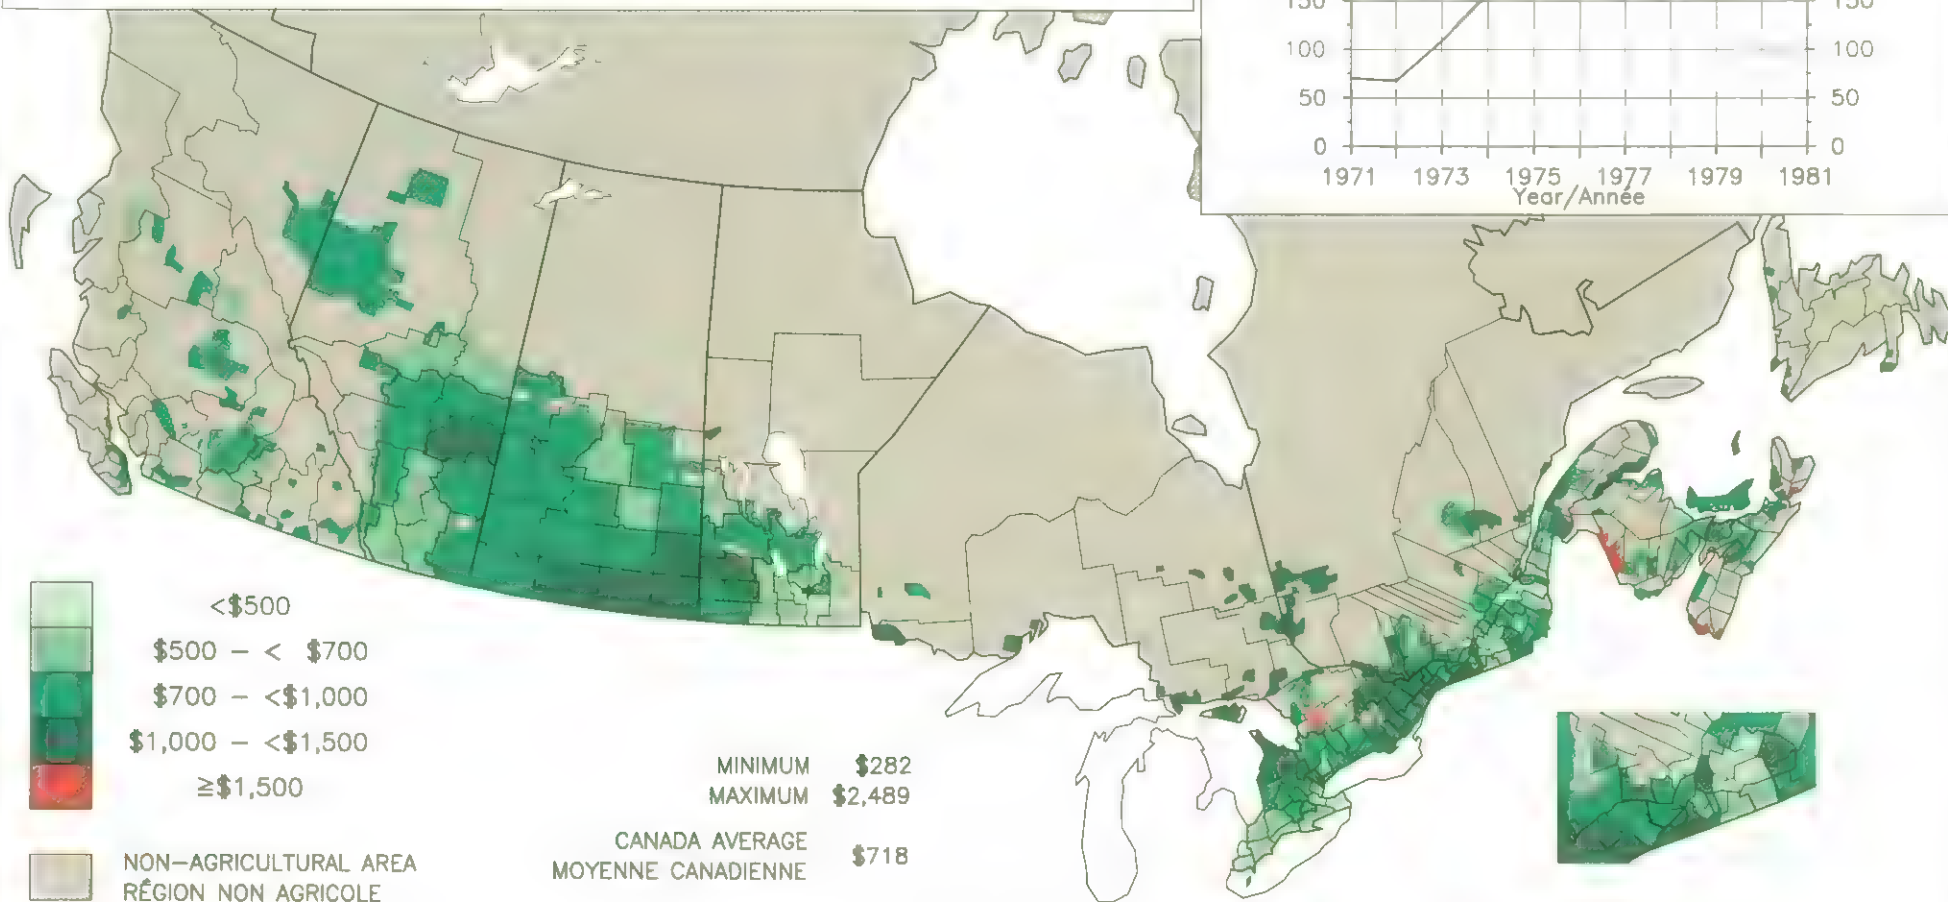 150 150
100 100
50 50
0 0
1971 1973 1975 1977 1979 1981
Year/Année
<$500
$500 – < $700
$700 – <$1,000
$1,000 – <$1,500
≥$1,500
NON–AGRICULTURAL AREA
RÉGION NON AGRICOLE
MINIMUM $282
MAXIMUM $2,489
CANADA AVERAGE
MOYENNE CANADIENNE
$718